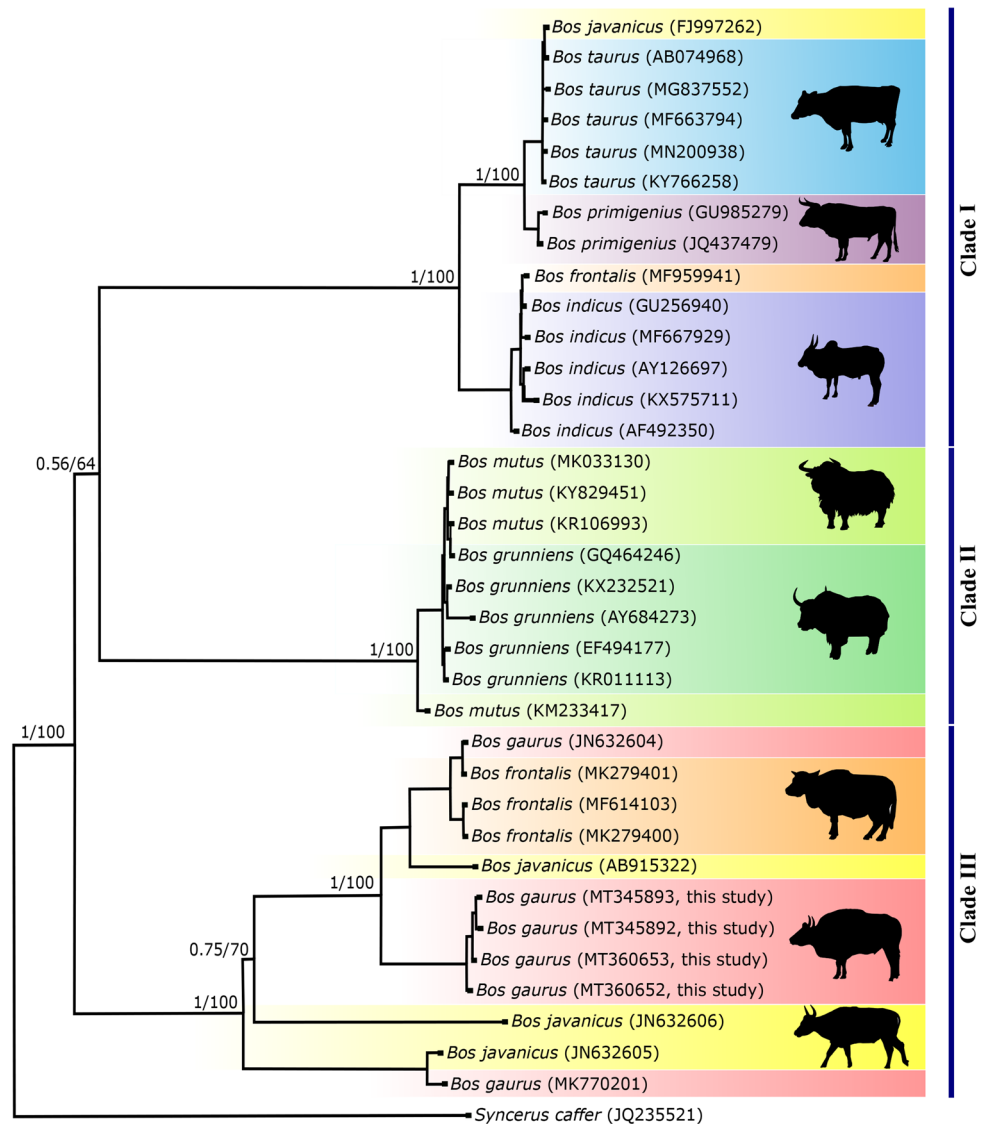 Bos javanicus (FJ997262)
Bos taurus (AB074968)
Bos taurus (MG837552)
Bos taurus (MF663794)
Bos taurus (MN200938)
1/100
Bos taurus (KY766258)
Bos primigenius (GU985279)
Bos primigenius (JQ437479)
Clade I
1/100
Bos frontalis (MF959941)
Bos indicus (GU256940)
Bos indicus (MF667929)
Bos indicus (AY126697)
Bos indicus (KX575711)
Bos indicus (AF492350)
0.56/64
Bos mutus (MK033130)
Bos mutus (KY829451)
Bos mutus (KR106993)
Bos grunniens (GQ464246)
Bos grunniens (KX232521)
Clade II
Bos grunniens (AY684273)
1/100
Bos grunniens (EF494177)
Bos grunniens (KR011113)
Bos mutus (KM233417)
1/100
Bos gaurus (JN632604)
Bos frontalis (MK279401)
Bos frontalis (MF614103)
Bos frontalis (MK279400)
Bos javanicus (AB915322)
1/100
Bos gaurus (MT345893, this study)
Clade III
Bos gaurus (MT345892, this study)
0.75/70
Bos gaurus (MT360653, this study)
Bos gaurus (MT360652, this study)
1/100
Bos javanicus (JN632606)
Bos javanicus (JN632605)
Bos gaurus (MK770201)
Syncerus caffer (JQ235521)